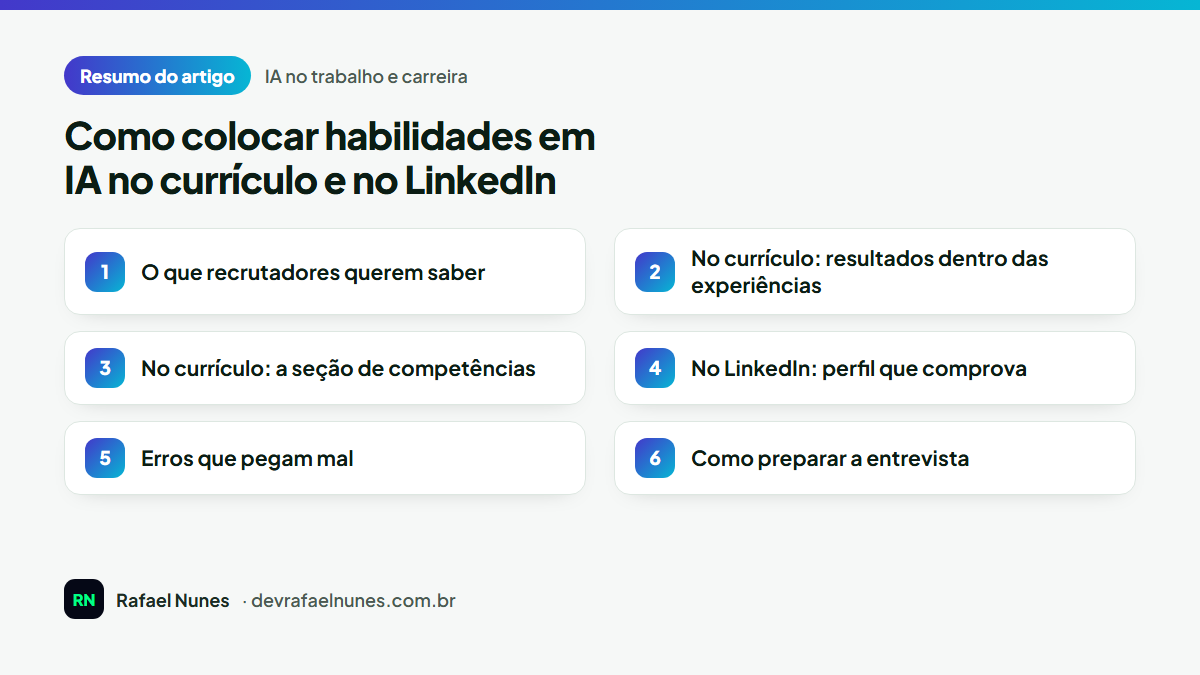 Resumo do artigo IA no trabalho e carreira
Como colocar habilidades em
IA no currículo e no LinkedIn
1 O que recrutadores querem saber
2 No currículo: resultados dentro das
experiências
3 No currículo: a seção de competências
4 No LinkedIn: perfil que comprova
5 Erros que pegam mal
6 Como preparar a entrevista
RN Rafael Nunes · devrafaelnunes.com.br